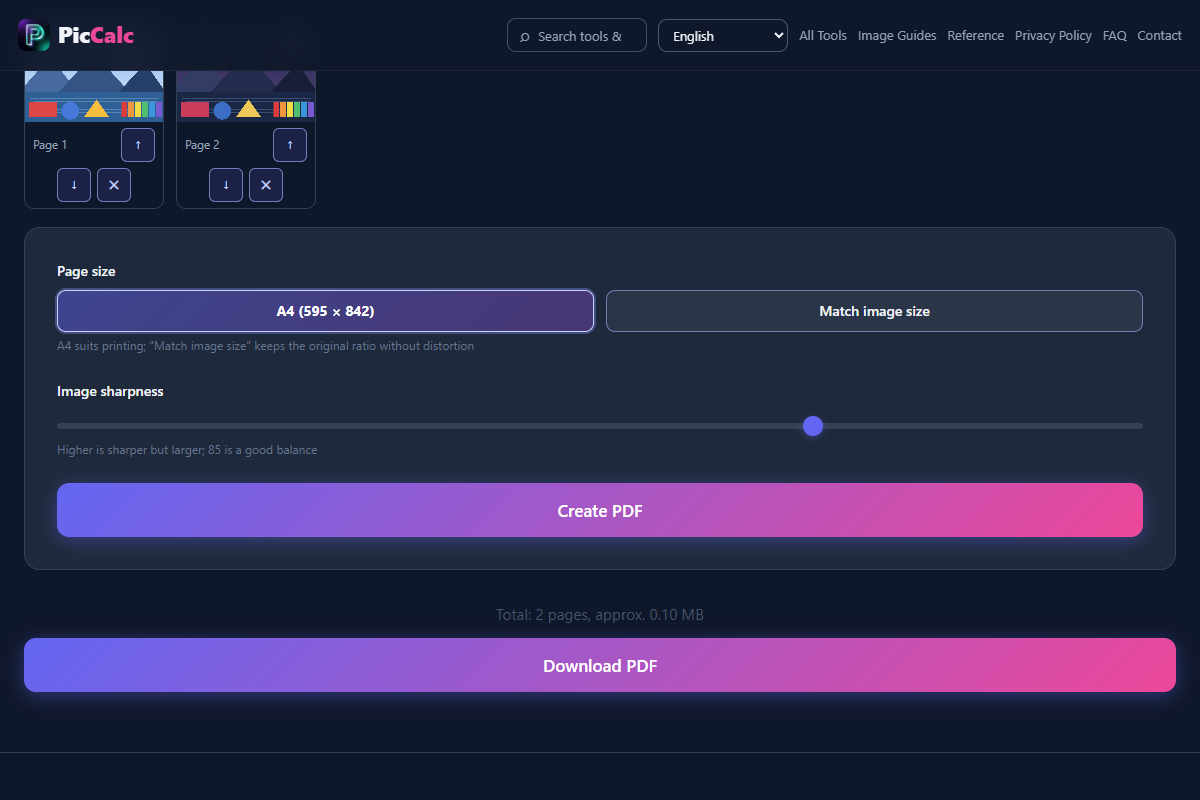 PicCalc
Search tools &
English
All Tools
Image Guides
Reference
Privacy Policy
FAQ
Contact
Page 1
↑
↓
✕
Page 2
↑
↓
✕
Page size
A4 (595 × 842)
Match image size
A4 suits printing; "Match image size" keeps the original ratio without distortion
Image sharpness
Higher is sharper but larger; 85 is a good balance
Create PDF
Total: 2 pages, approx. 0.10 MB
Download PDF